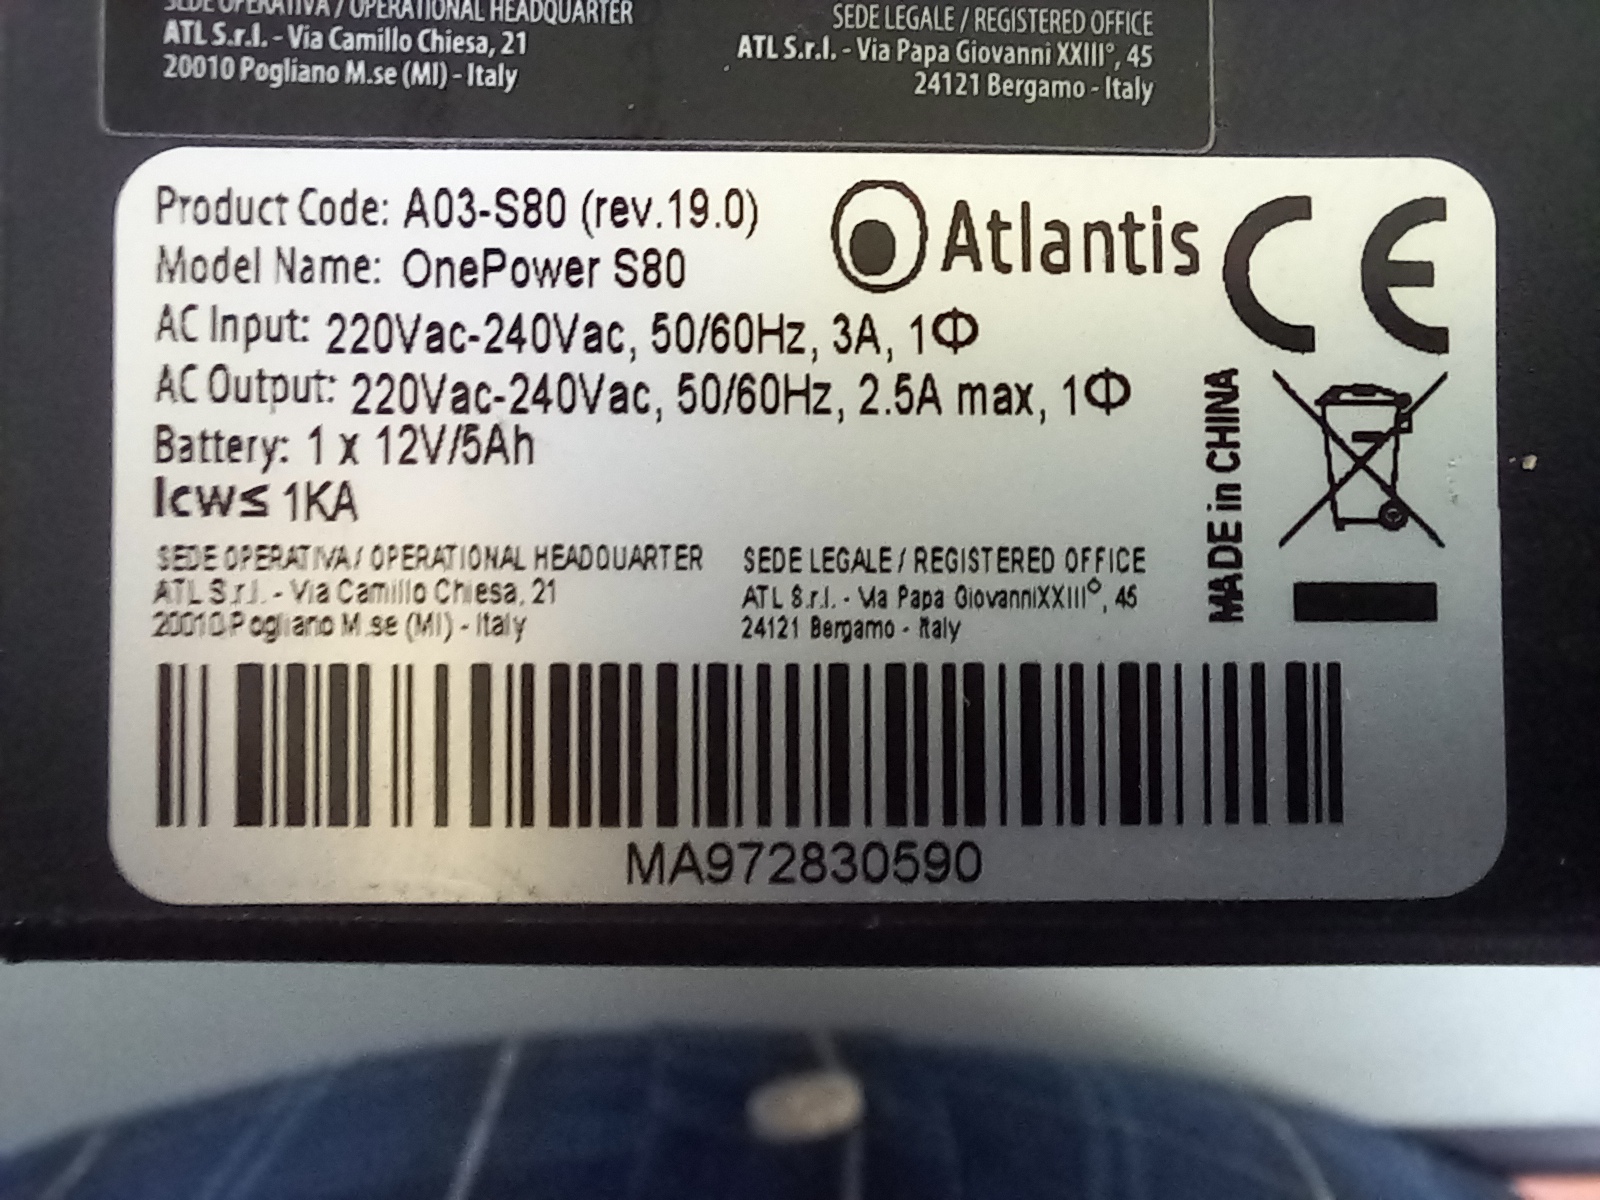 SEDE OPERATIVA / OPERATIONAL HEADQUARTER
ATL S.r.l. - Via Camillo Chiesa, 21
20010 Pogliano M.se (MI) - Italy
SEDE LEGALE / REGISTERED OFFICE
ATL S.r.l. - Via Papa Giovanni XXIII°, 45
24121 Bergamo - Italy
Product Code: A03-S80 (rev.19.0)
Model Name: OnePower S80
AC Input: 220Vac-240Vac, 50/60Hz, 3A, 1Φ
AC Output: 220Vac-240Vac, 50/60Hz, 2.5A max, 1Φ
Battery: 1 x 12V/5Ah
Icw≤ 1KA
Atlantis
CE
MADE in CHINA
SEDE OPERATIVA / OPERATIONAL HEADQUARTER
ATL S.r.l. - Via Camillo Chiesa, 21
20010 Pogliano M.se (MI) - Italy
SEDE LEGALE / REGISTERED OFFICE
ATL S.r.l. - Via Papa GiovanniXXIII°, 45
24121 Bergamo - Italy
MA972830590